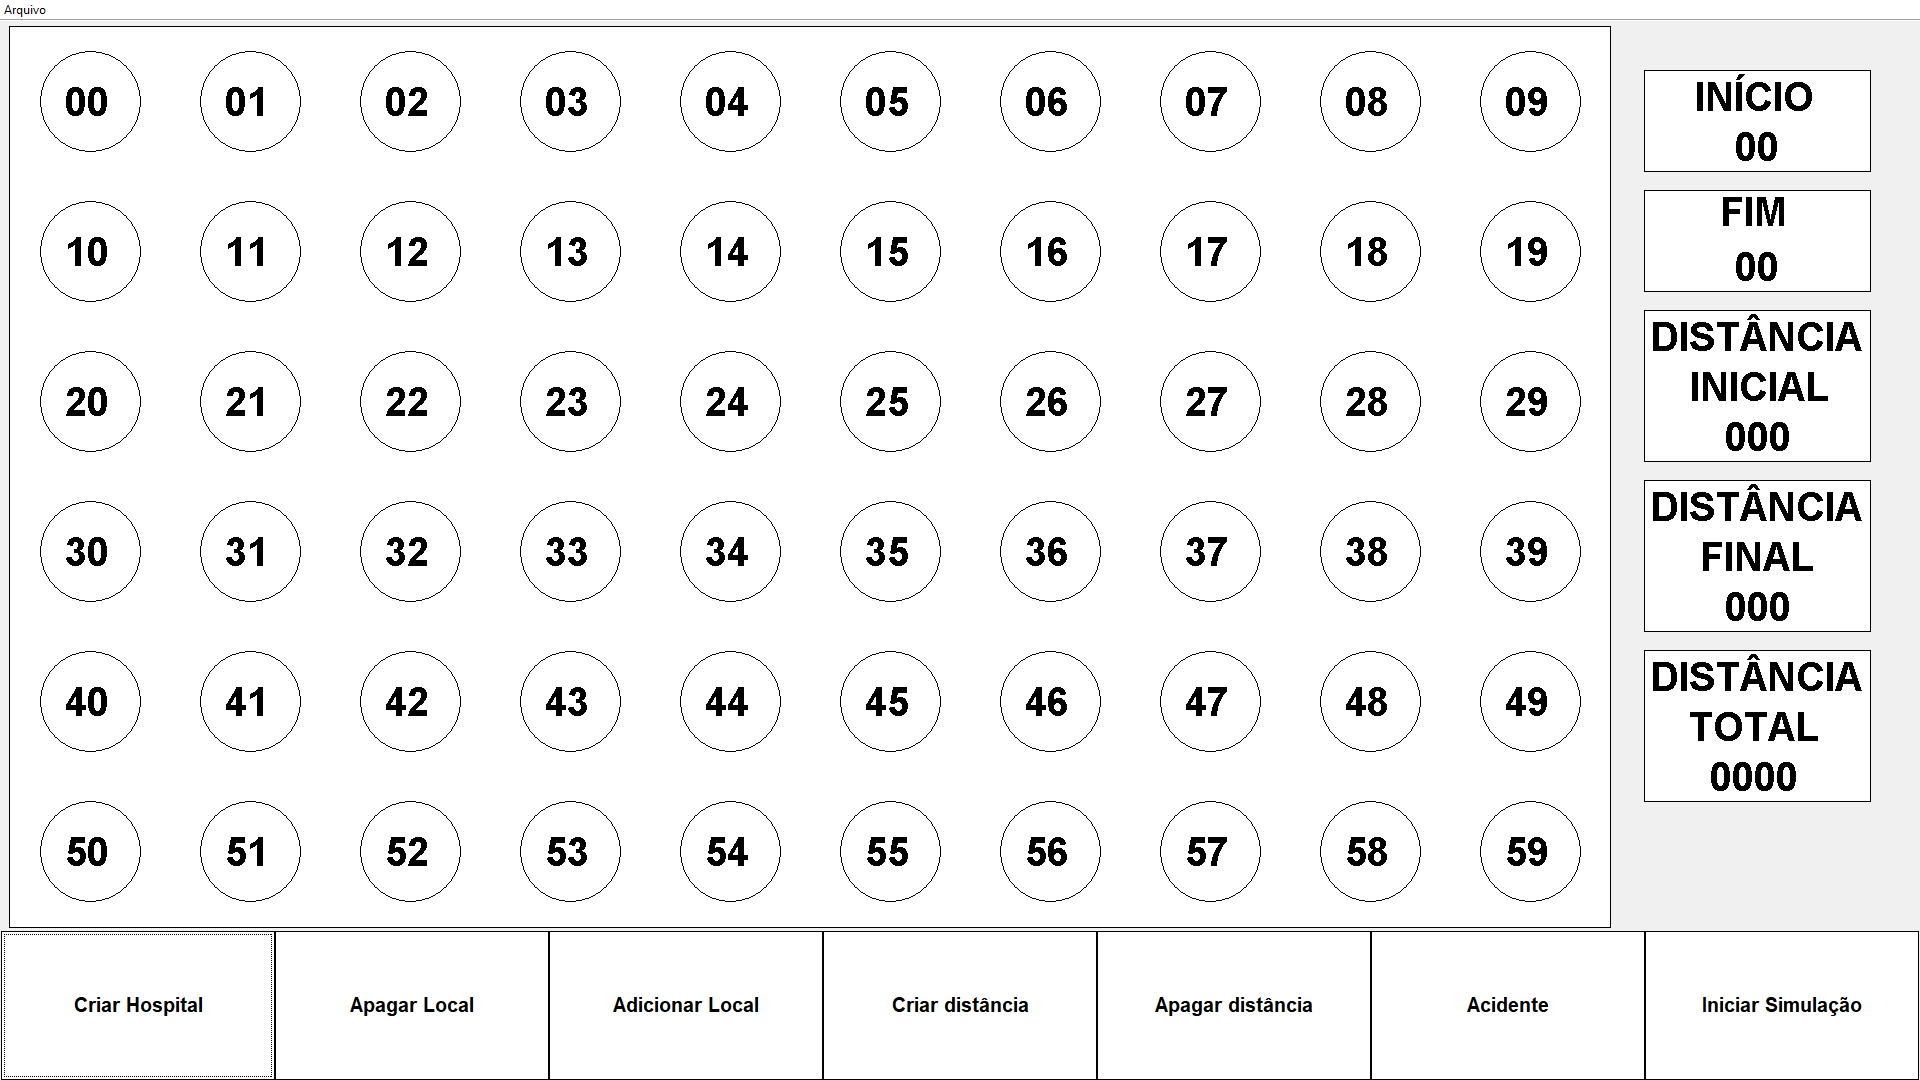 Arquivo
00 01 02 03 04 05 06 07 08 09
10 11 12 13 14 15 16 17 18 19
20 21 22 23 24 25 26 27 28 29
30 31 32 33 34 35 36 37 38 39
40 41 42 43 44 45 46 47 48 49
50 51 52 53 54 55 56 57 58 59
INÍCIO
00
FIM
00
DISTÂNCIA
INICIAL
000
DISTÂNCIA
FINAL
000
DISTÂNCIA
TOTAL
0000
Criar Hospital
Apagar Local
Adicionar Local
Criar distância
Apagar distância
Acidente
Iniciar Simulação